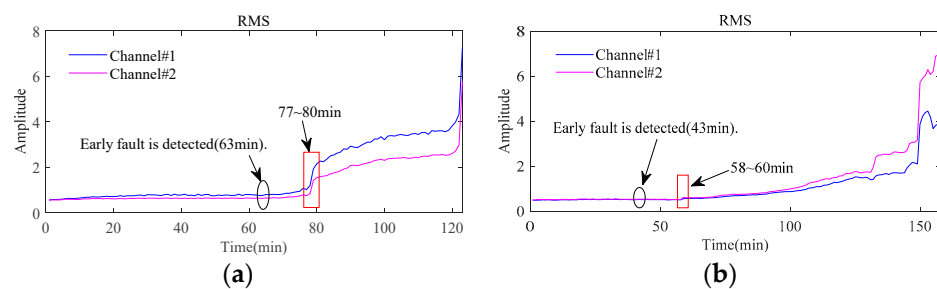 RMS
8
6
4
2
0
Amplitude
Channel#1
Channel#2
77~80min
Early fault is detected(63min).
0 20 40 60 80 100 120
Time(min)
(a)
RMS
8
6
4
2
0
Amplitude
Channel#1
Channel#2
Early fault is detected(43min).
58~60min
0 50 100 150
Time(min)
(b)